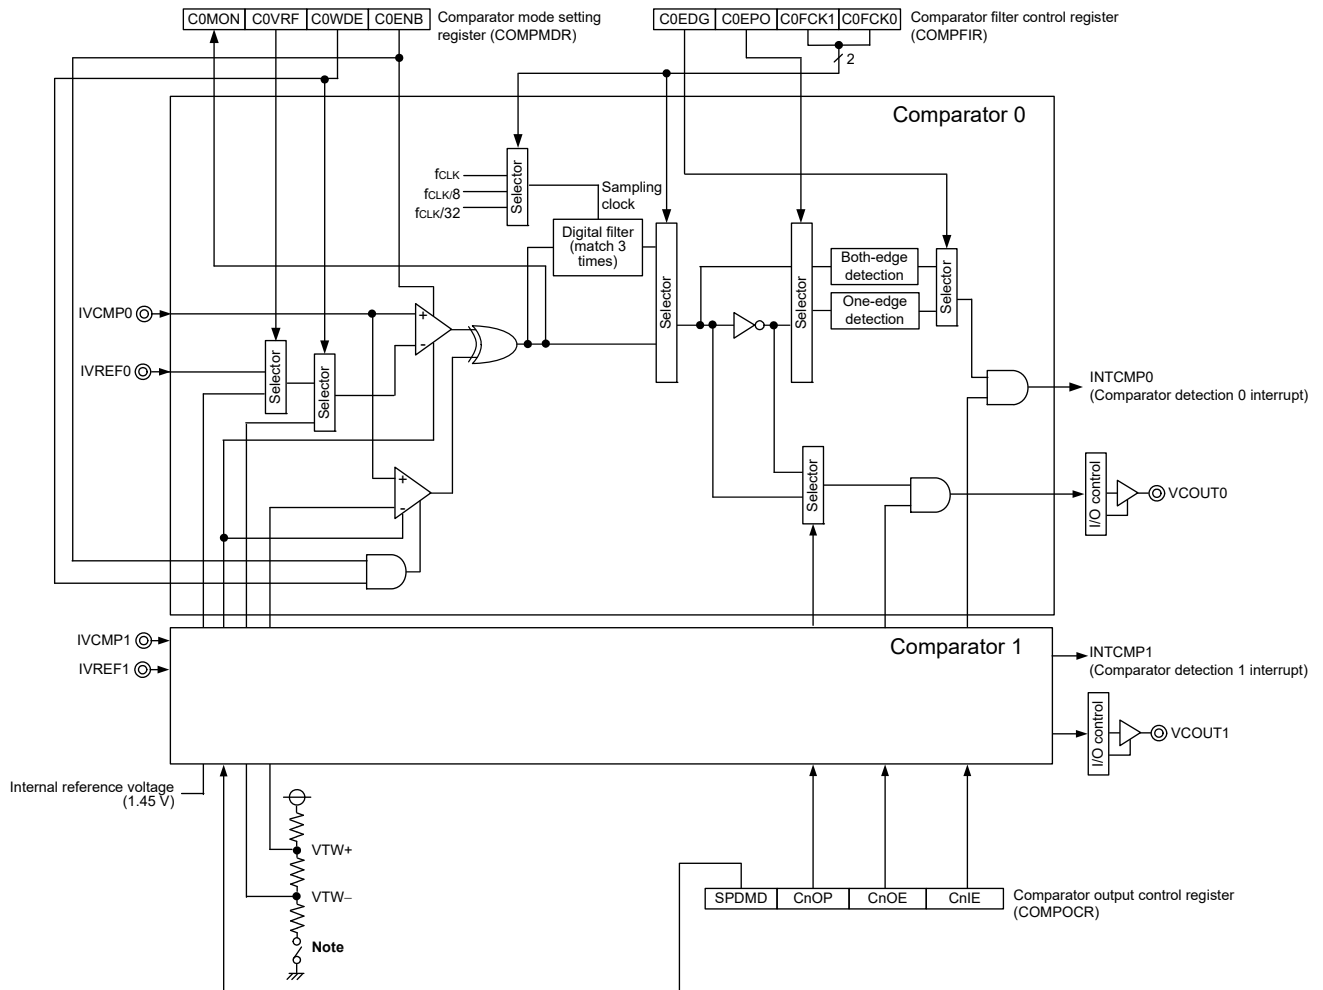 C0MON C0VRF C0WDE C0ENB
Comparator mode setting
register (COMPMDR)
C0EDG C0EPO C0FCK1 C0FCK0
Comparator filter control register
(COMPFIR)
2
Comparator 0
Selector
fCLK
fCLK/8
fCLK/32
Sampling
clock
Digital filter
(match 3
times)
Selector
Selector
Both-edge
detection
One-edge
detection
Selector
IVCMP0
IVREF0
Selector
Selector
+
-
INTCMP0
(Comparator detection 0 interrupt)
+
-
Selector
I/O control
VCOUT0
IVCMP1
IVREF1
Comparator 1
INTCMP1
(Comparator detection 1 interrupt)
I/O control
VCOUT1
Internal reference voltage
(1.45 V)
VTW+
VTW−
Note
SPDMD CnOP CnOE CnIE
Comparator output control register
(COMPOCR)